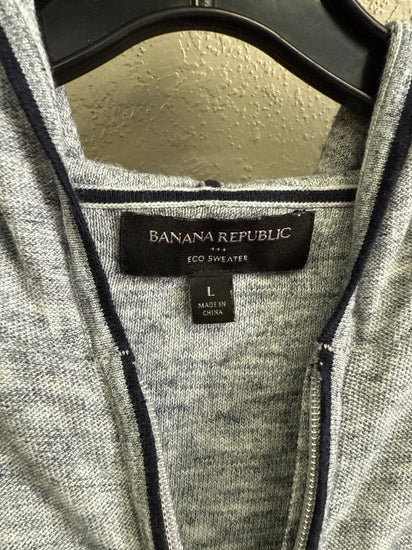 BANANA REPUBLIC
+++
ECO SWEATER
L
MADE IN
CHINA